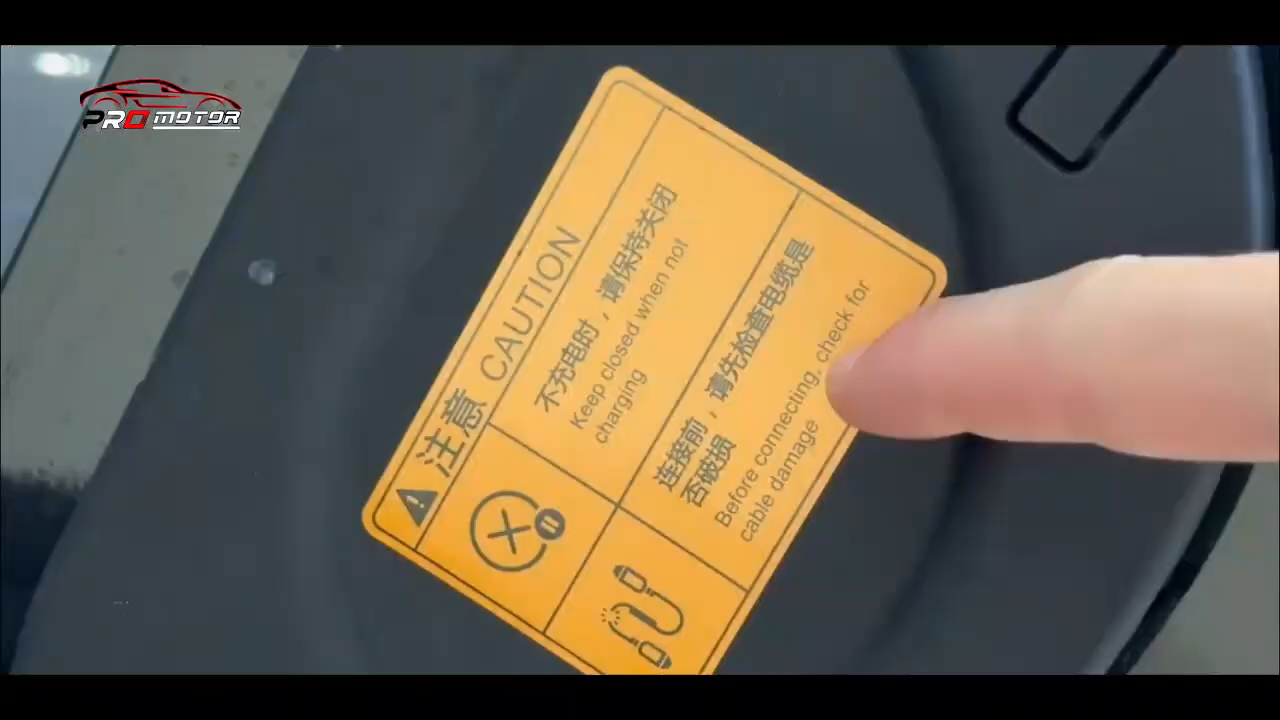 PRO MOTOR
注意 CAUTION
不充电时，请保持关闭
Keep closed when not
charging
连接前，请先检查电缆是
否破损
Before connecting, check for
cable damage